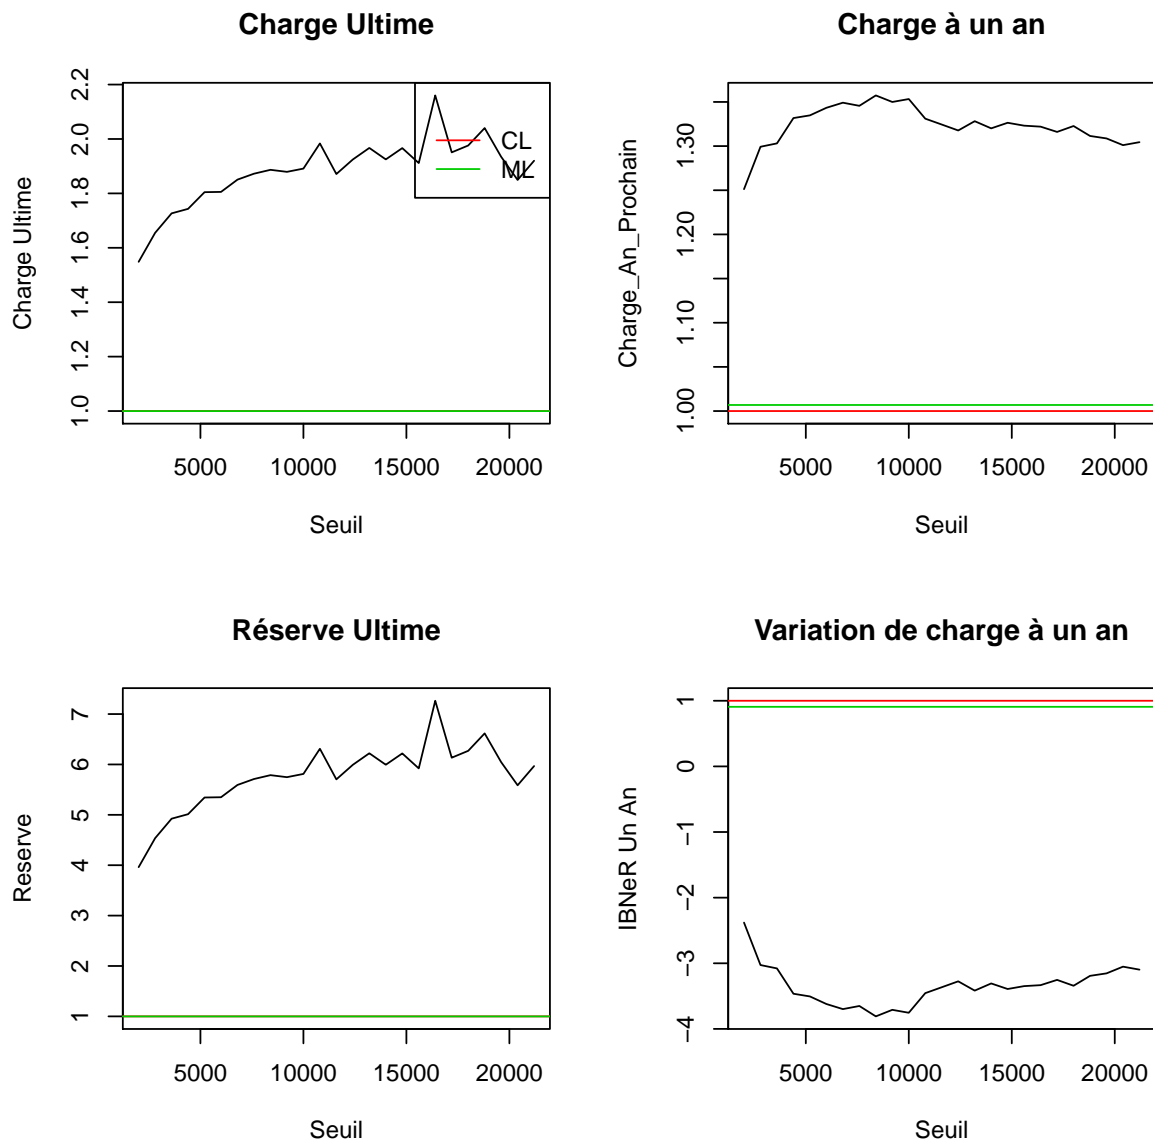 Charge Ultime
Charge Ultime
2.2
2.0
1.8
1.6
1.4
1.2
1.0
CL
ML
5000 10000 15000 20000
Seuil
Charge à un an
Charge_An_Prochain
1.30
1.20
1.10
1.00
5000 10000 15000 20000
Seuil
Réserve Ultime
Reserve
7
6
5
4
3
2
1
5000 10000 15000 20000
Seuil
Variation de charge à un an
IBNeR Un An
1
0
−1
−2
−3
−4
5000 10000 15000 20000
Seuil